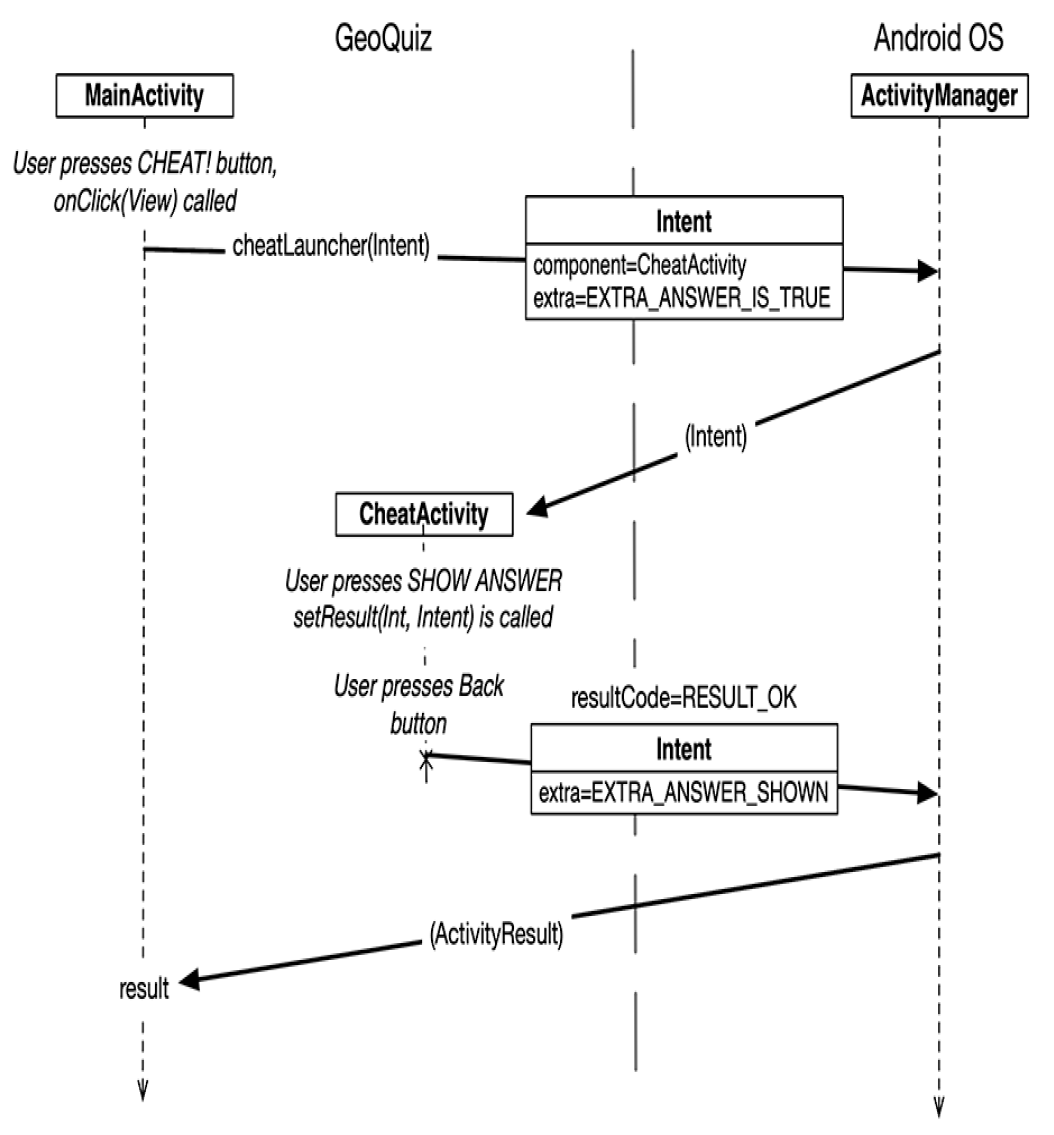 GeoQuiz
Android OS
MainActivity
ActivityManager
User presses CHEAT! button,
onClick(View) called
cheatLauncher(Intent)
Intent
component=CheatActivity
extra=EXTRA_ANSWER_IS_TRUE
(Intent)
CheatActivity
User presses SHOW ANSWER
setResult(Int, Intent) is called
User presses Back
button
resultCode=RESULT_OK
Intent
extra=EXTRA_ANSWER_SHOWN
(ActivityResult)
result